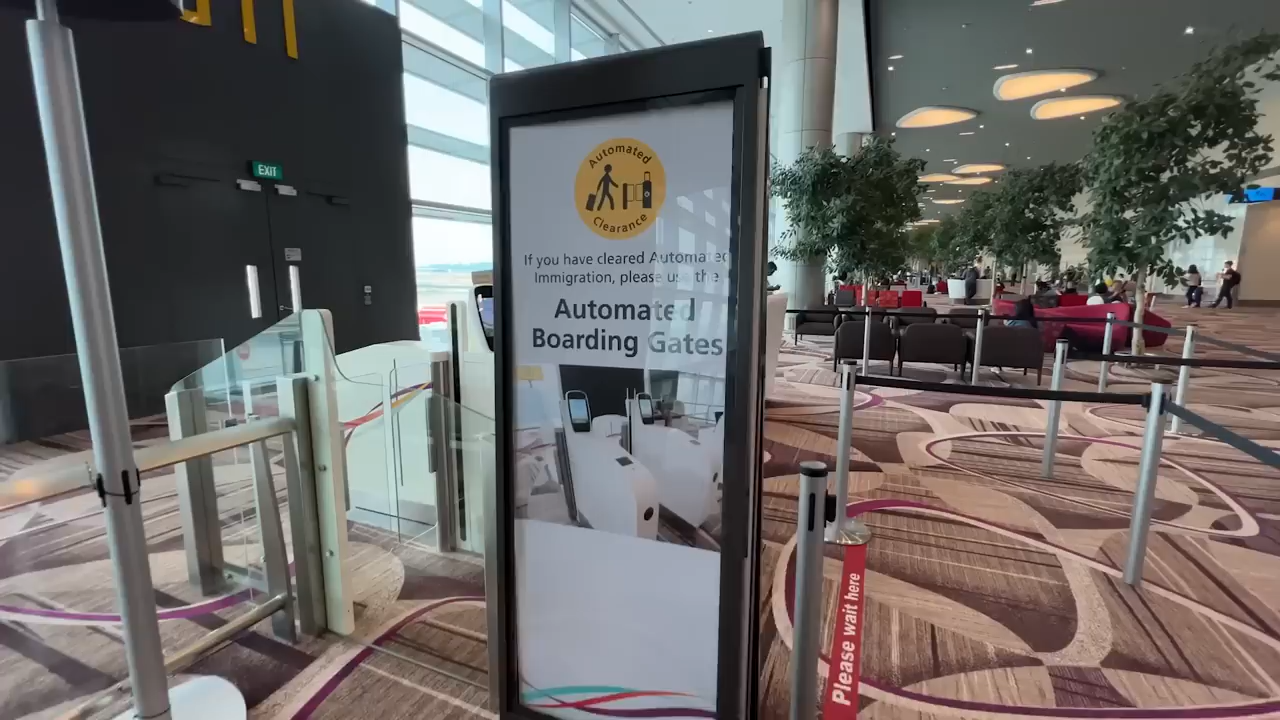 EXIT
Automated
Clearance
If you have cleared Automated
Immigration, please use the
Automated
Boarding Gates
Please wait here